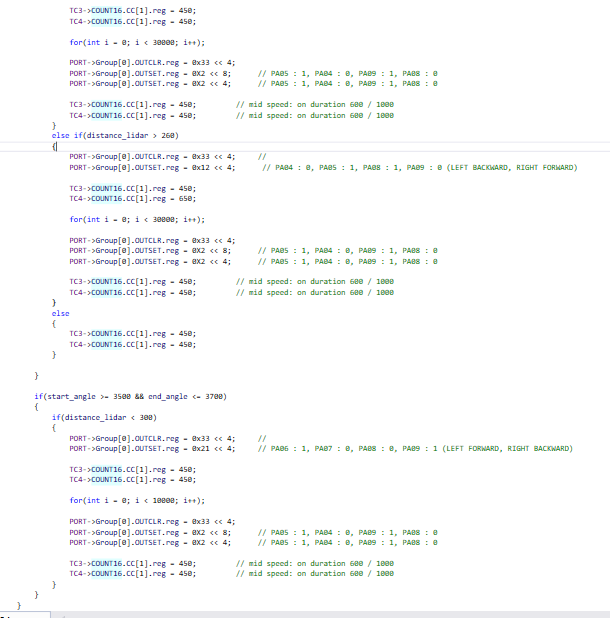 TC3->COUNT16.CC[1].reg = 450;
TC4->COUNT16.CC[1].reg = 450;
for(int i = 0; i < 30000; i++);
PORT->Group[0].OUTCLR.reg = 0x33 << 4;
PORT->Group[0].OUTSET.reg = 0X2 << 8; // PA05 : 1, PA04 : 0, PA09 : 1, PA08 : 0
PORT->Group[0].OUTSET.reg = 0X2 << 4; // PA05 : 1, PA04 : 0, PA09 : 1, PA08 : 0
TC3->COUNT16.CC[1].reg = 450; // mid speed: on duration 600 / 1000
TC4->COUNT16.CC[1].reg = 450; // mid speed: on duration 600 / 1000
}
else if(distance_lidar > 260)
{
PORT->Group[0].OUTCLR.reg = 0x33 << 4; //
PORT->Group[0].OUTSET.reg = 0x12 << 4; // PA04 : 0, PA05 : 1, PA08 : 1, PA09 : 0 (LEFT BACKWARD, RIGHT FORWARD)
TC3->COUNT16.CC[1].reg = 450;
TC4->COUNT16.CC[1].reg = 650;
for(int i = 0; i < 30000; i++);
PORT->Group[0].OUTCLR.reg = 0x33 << 4;
PORT->Group[0].OUTSET.reg = 0X2 << 8; // PA05 : 1, PA04 : 0, PA09 : 1, PA08 : 0
PORT->Group[0].OUTSET.reg = 0X2 << 4; // PA05 : 1, PA04 : 0, PA09 : 1, PA08 : 0
TC3->COUNT16.CC[1].reg = 450; // mid speed: on duration 600 / 1000
TC4->COUNT16.CC[1].reg = 450; // mid speed: on duration 600 / 1000
}
else
{
TC3->COUNT16.CC[1].reg = 450;
TC4->COUNT16.CC[1].reg = 450;
}
}
if(start_angle >= 3500 && end_angle <= 3700)
{
if(distance_lidar < 300)
{
PORT->Group[0].OUTCLR.reg = 0x33 << 4; //
PORT->Group[0].OUTSET.reg = 0x21 << 4; // PA06 : 1, PA07 : 0, PA08 : 0, PA09 : 1 (LEFT FORWARD, RIGHT BACKWARD)
TC3->COUNT16.CC[1].reg = 450;
TC4->COUNT16.CC[1].reg = 450;
for(int i = 0; i < 10000; i++);
PORT->Group[0].OUTCLR.reg = 0x33 << 4;
PORT->Group[0].OUTSET.reg = 0X2 << 8; // PA05 : 1, PA04 : 0, PA09 : 1, PA08 : 0
PORT->Group[0].OUTSET.reg = 0X2 << 4; // PA05 : 1, PA04 : 0, PA09 : 1, PA08 : 0
TC3->COUNT16.CC[1].reg = 450; // mid speed: on duration 600 / 1000
TC4->COUNT16.CC[1].reg = 450; // mid speed: on duration 600 / 1000
}
}
}